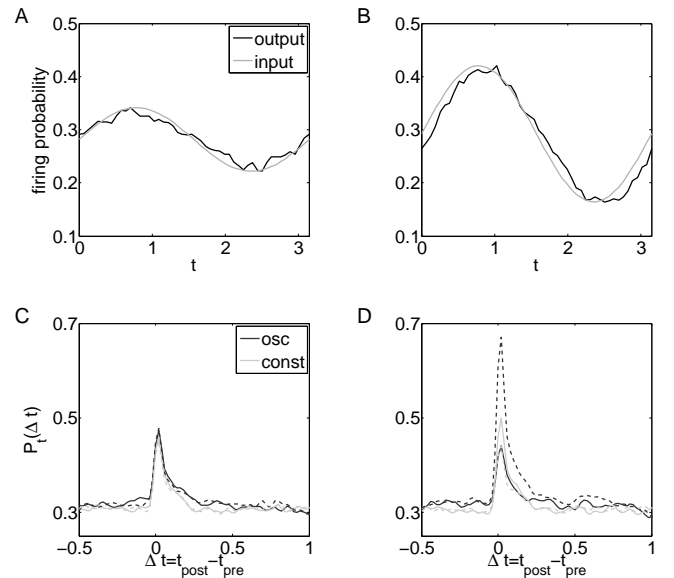 A
0.5
0.4
0.3
0.2
0.1
firing probability
output
input
0
1
2
3
t
B
0.5
0.4
0.3
0.2
0.1
0
1
2
3
t
C
0.7
0.5
0.3
P_t(Δ t)
osc
const
−0.5
0
0.5
1
Δ t=t_post−t_pre
D
0.7
0.5
0.3
−0.5
0
0.5
1
Δ t=t_post−t_pre